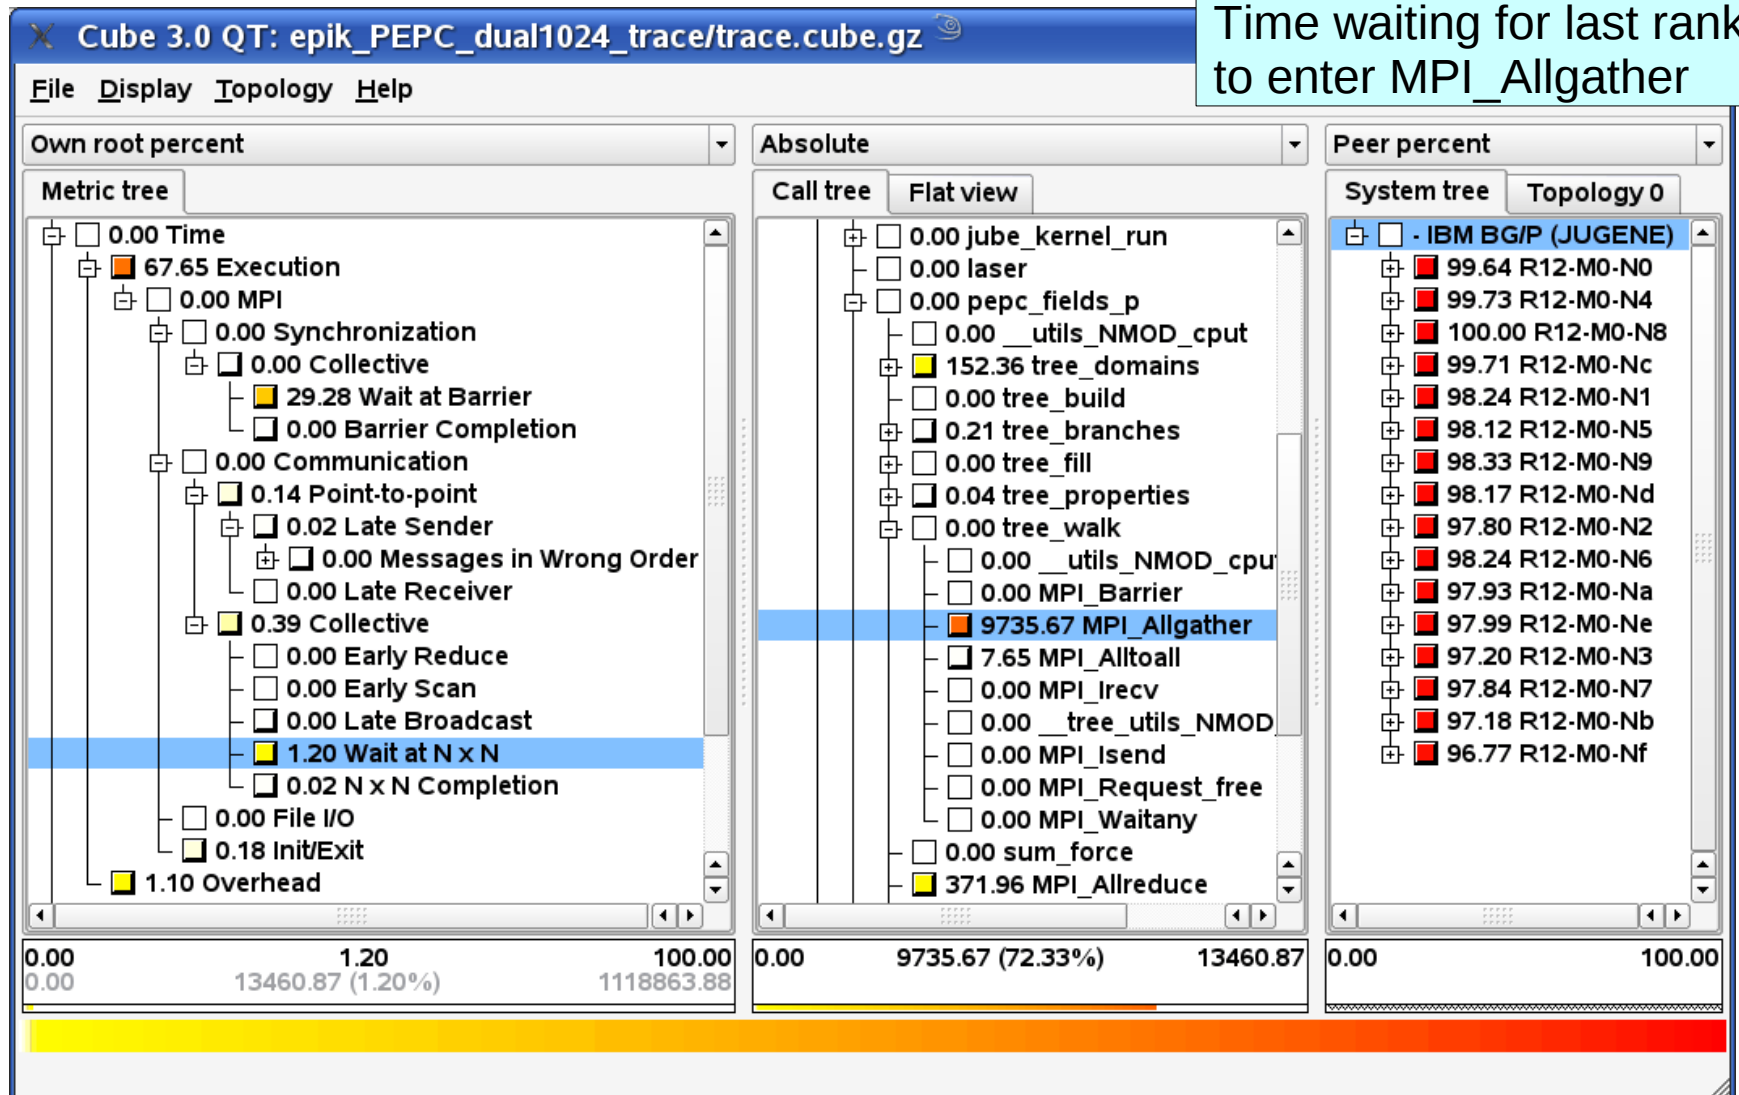 Cube 3.0 QT: epik_PEPC_dual1024_trace/trace.cube.gz
Time waiting for last rank
to enter MPI_Allgather
File Display Topology Help
Own root percent
Metric tree
0.00 Time
67.65 Execution
0.00 MPI
0.00 Synchronization
0.00 Collective
29.28 Wait at Barrier
0.00 Barrier Completion
0.00 Communication
0.14 Point-to-point
0.02 Late Sender
0.00 Messages in Wrong Order
0.00 Late Receiver
0.39 Collective
0.00 Early Reduce
0.00 Early Scan
0.00 Late Broadcast
1.20 Wait at N x N
0.02 N x N Completion
0.00 File I/O
0.18 Init/Exit
1.10 Overhead
0.00 1.20 100.00
0.00 13460.87 (1.20%) 1118863.88
Absolute
Call tree Flat view
0.00 jube_kernel_run
0.00 laser
0.00 pepc_fields_p
0.00 __utils_NMOD_cput
152.36 tree_domains
0.00 tree_build
0.21 tree_branches
0.00 tree_fill
0.04 tree_properties
0.00 tree_walk
0.00 __utils_NMOD_cpu
0.00 MPI_Barrier
9735.67 MPI_Allgather
7.65 MPI_Alltoall
0.00 MPI_Irecv
0.00 __tree_utils_NMOD
0.00 MPI_Isend
0.00 MPI_Request_free
0.00 MPI_Waitany
0.00 sum_force
371.96 MPI_Allreduce
0.00 9735.67 (72.33%) 13460.87
Peer percent
System tree Topology 0
- IBM BG/P (JUGENE)
99.64 R12-M0-N0
99.73 R12-M0-N4
100.00 R12-M0-N8
99.71 R12-M0-Nc
98.24 R12-M0-N1
98.12 R12-M0-N5
98.33 R12-M0-N9
98.17 R12-M0-Nd
97.80 R12-M0-N2
98.24 R12-M0-N6
97.93 R12-M0-Na
97.99 R12-M0-Ne
97.20 R12-M0-N3
97.84 R12-M0-N7
97.18 R12-M0-Nb
96.77 R12-M0-Nf
0.00 100.00